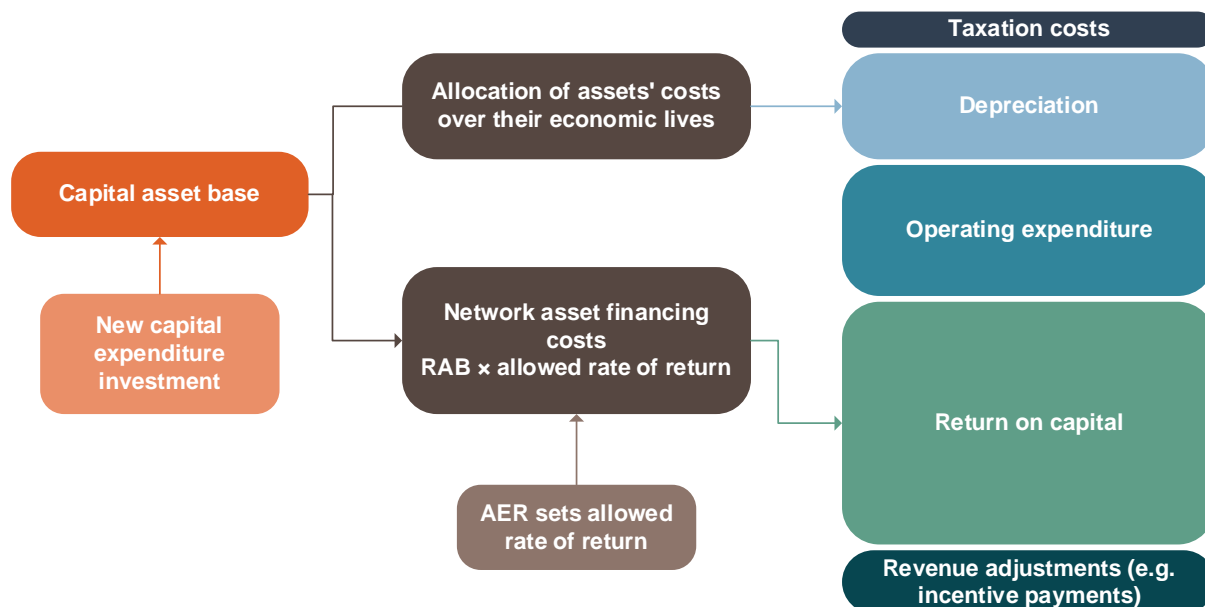 Taxation costs
Allocation of assets' costs
over their economic lives
Depreciation
Capital asset base
Operating expenditure
New capital
expenditure
investment
Network asset financing
costs
RAB × allowed rate of return
Return on capital
AER sets allowed
rate of return
Revenue adjustments (e.g.
incentive payments)